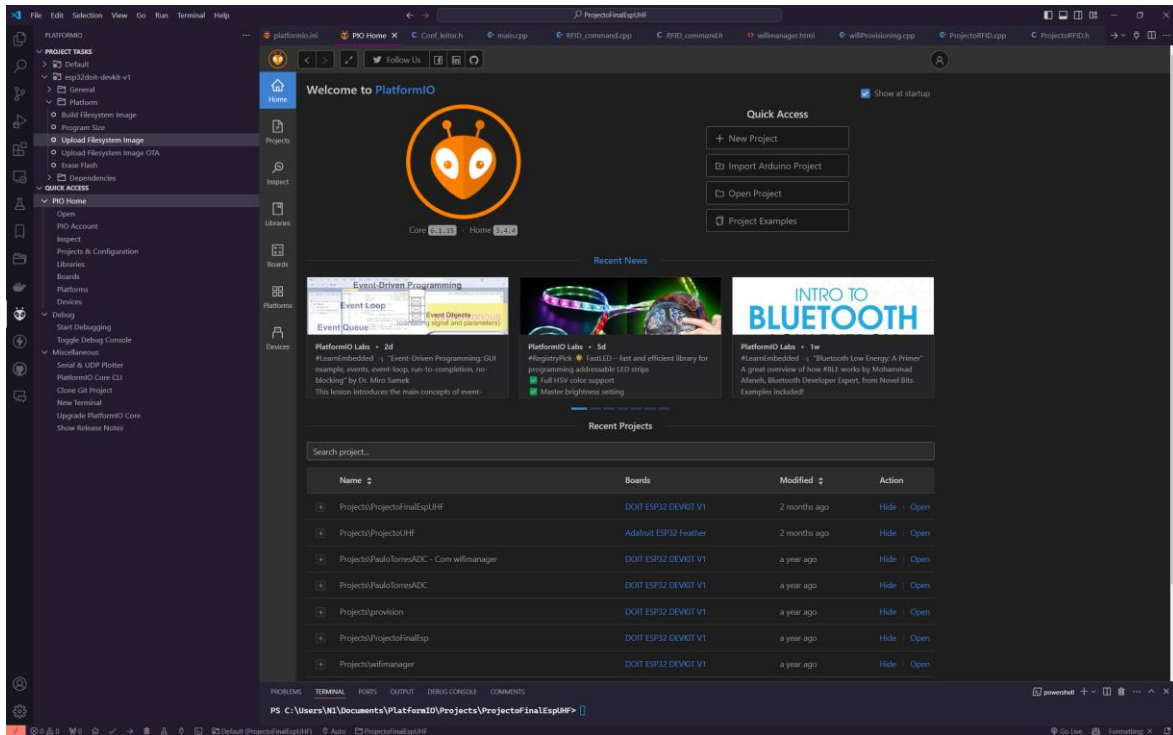 File Edit Selection View Go Run Terminal Help
ProjectoFinalEspUHF
PLATFORMIO
platformio.ini
PIO Home
Conf_leitor.h
main.cpp
RFID_command.cpp
RFID_command.h
wifimanager.html
wifiProvisioning.cpp
ProjectoRFID.cpp
ProjectoRFID.h
PROJECT TASKS
Default
esp32doit-devkit-v1
General
Platform
Build Filesystem Image
Program Size
Upload Filesystem Image
Upload Filesystem Image OTA
Erase Flash
Dependencies
QUICK ACCESS
PIO Home
Open
PIO Account
Inspect
Projects & Configuration
Libraries
Boards
Platforms
Devices
Debug
Start Debugging
Toggle Debug Console
Miscellaneous
Serial & UDP Plotter
PlatformIO Core CLI
Clone Git Project
New Terminal
Upgrade PlatformIO Core
Show Release Notes
Follow Us
Home
Projects
Inspect
Libraries
Boards
Platforms
Devices
Welcome to PlatformIO
Show at startup
Core 6.1.15 · Home 3.4.4
Quick Access
New Project
Import Arduino Project
Open Project
Project Examples
Recent News
Event-Driven Programming
Event Loop
Event Objects
Event Queue
(combining signal and parameters)
PlatformIO Labs • 2d
#LearnEmbedded "Event-Driven Programming: GUI
example, events, event-loop, run-to-completion, no-
blocking" by Dr. Miro Samek
This lesson introduces the main concepts of event-
PlatformIO Labs • 5d
#RegistryPick FastLED – fast and efficient library for
programming addressable LED stripe
Full HSV color support
Master brightness setting
INTRO TO
BLUETOOTH
PlatformIO Labs • 1w
#LearnEmbedded "Bluetooth Low Energy: A Primer"
A great overview of how #BLE works by Mohammad
Afaneh, Bluetooth Developer Expert, from Novel Bits.
Examples included!
Recent Projects
Search project...
Name Boards Modified Action
Projects\ProjectoFinalEspUHF DOIT ESP32 DEVKIT V1 2 months ago Hide Open
Projects\ProjectoUHF Adafruit ESP32 Feather 2 months ago Hide Open
Projects\PauloTorresADC - Com wifimanager DOIT ESP32 DEVKIT V1 a year ago Hide Open
Projects\PauloTorresADC DOIT ESP32 DEVKIT V1 a year ago Hide Open
Projects\provision DOIT ESP32 DEVKIT V1 a year ago Hide Open
Projects\ProjectoFinalEsp DOIT ESP32 DEVKIT V1 a year ago Hide Open
Projects\wifimanager DOIT ESP32 DEVKIT V1 a year ago Hide Open
PROBLEMS TERMINAL PORTS OUTPUT DEBUG CONSOLE COMMENTS
powershell
PS C:\Users\N1\Documents\PlatformIO\Projects\ProjectoFinalEspUHF>
0 0 0 Default (ProjectoFinalEspUHF) Auto ProjectoFinalEspUHF
Go Live Formatting: ×